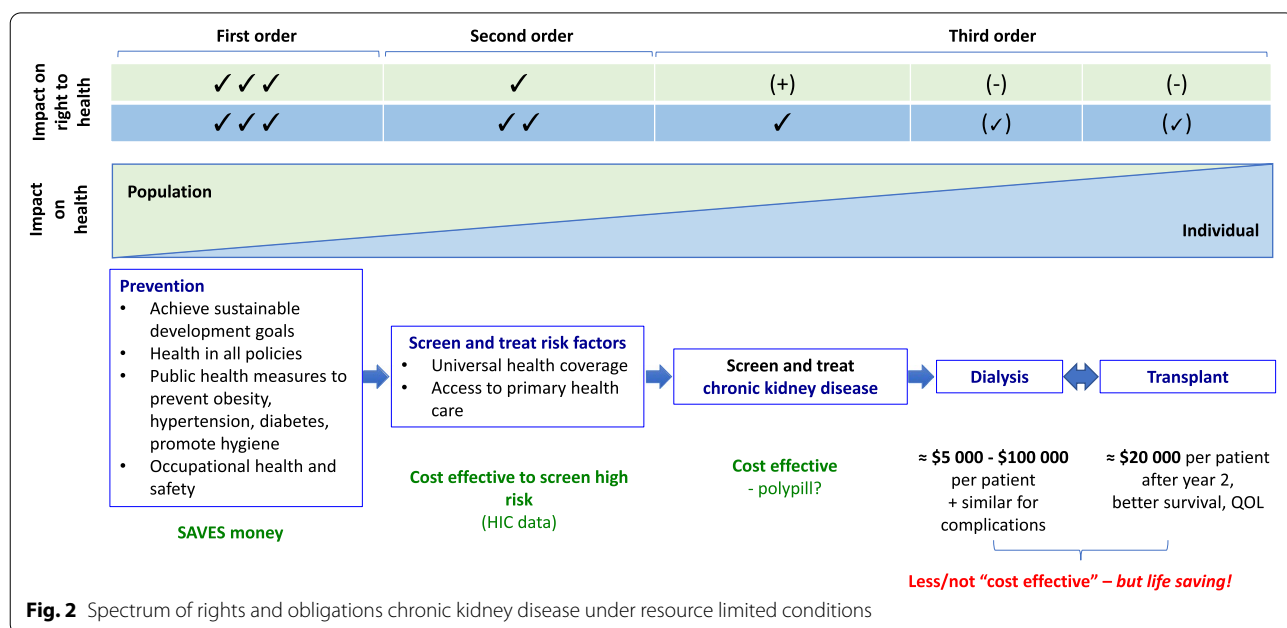 First order
Second order
Third order
Impact on
right to
health
✓✓✓
✓
(+)
(-)
(-)
✓✓✓
✓✓
✓
(✓)
(✓)
Impact
on
health
Population
Individual
Prevention
• Achieve sustainable
development goals
• Health in all policies
• Public health measures to
prevent obesity,
hypertension, diabetes,
promote hygiene
• Occupational health and
safety
SAVES money
Screen and treat risk factors
• Universal health coverage
• Access to primary health
care
Cost effective to screen high
risk
(HIC data)
Screen and treat
chronic kidney disease
Cost effective
- polypill?
Dialysis
≈ $5 000 - $100 000
per patient
+ similar for
complications
Transplant
≈ $20 000 per patient
after year 2,
better survival, QOL
Less/not “cost effective” – but life saving!
Fig. 2 Spectrum of rights and obligations chronic kidney disease under resource limited conditions